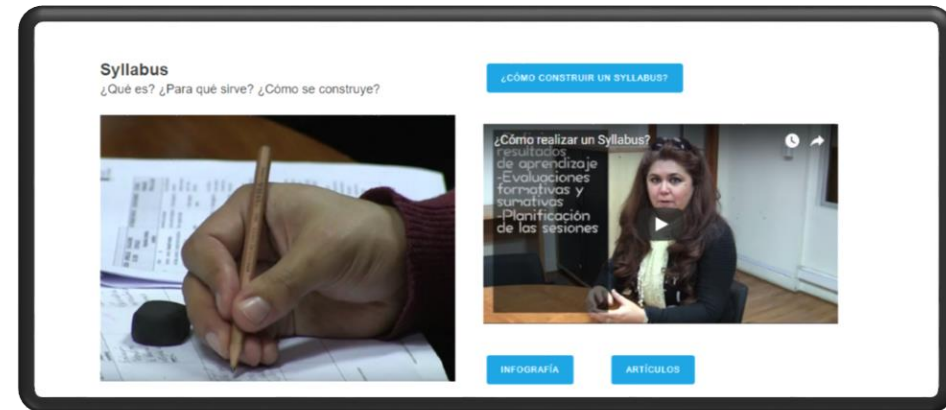 Syllabus
¿Qué es? ¿Para qué sirve? ¿Cómo se construye?
¿CÓMO CONSTRUIR UN SYLLABUS?
¿Cómo realizar un Syllabus?
resultados
de aprendizaje
-Evaluaciones
formativas y
sumativas
-Planificación
de las sesiones
INFOGRAFÍA
ARTÍCULOS